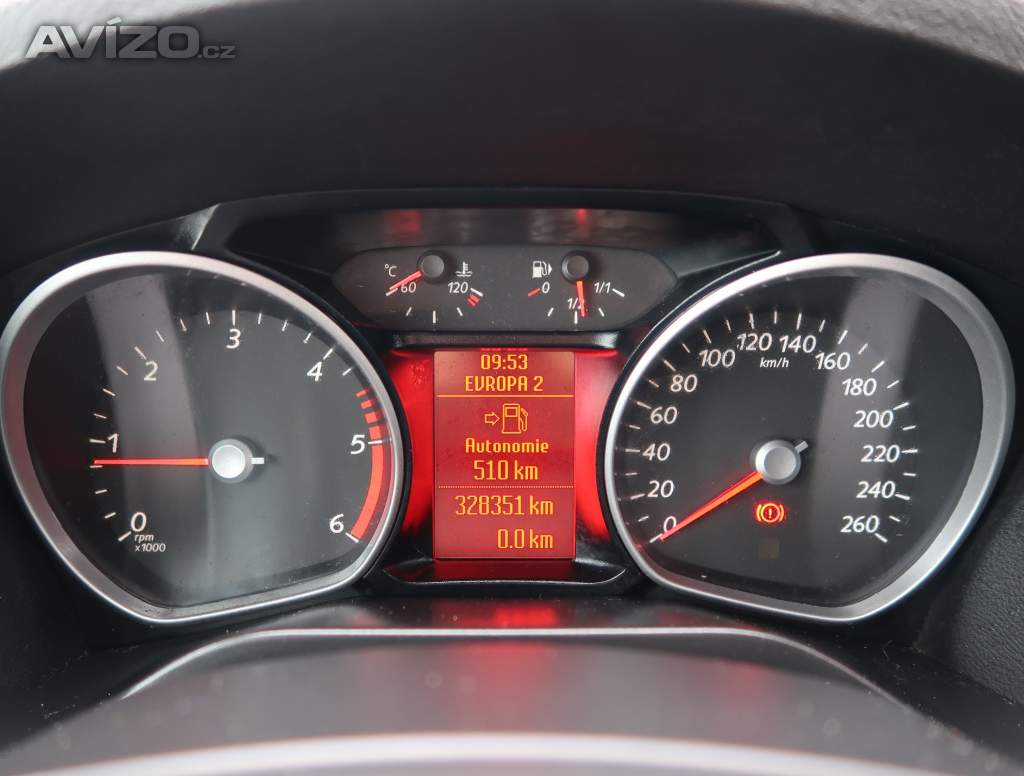 AVÍZO.cz
°C 60 120
0 1/2 1/1
0 1 2 3 4 5 6
rpm
x1000
09:53
EVROPA 2
Autonomie
510 km
328351 km
0.0 km
0 20 40 60 80 100 120 140 160 180 200 220 240 260
km/h